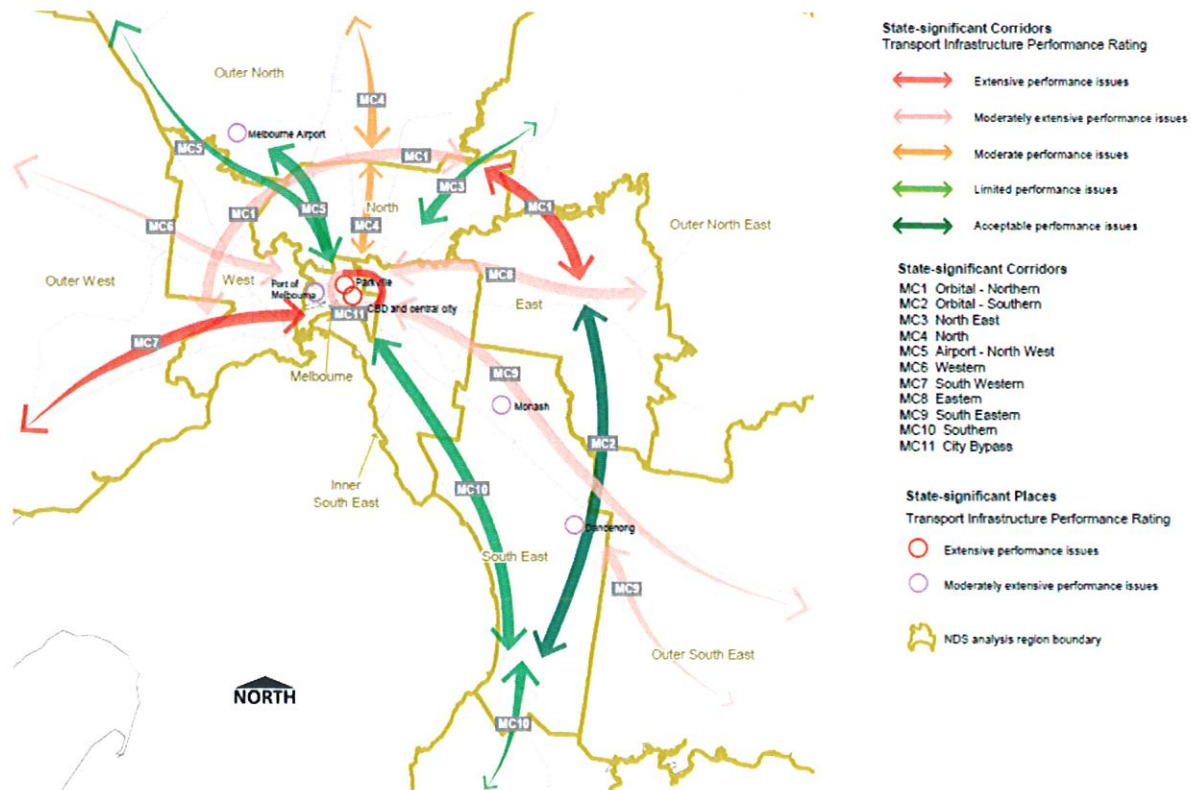 Outer North
MC4
Melbourne Airport
MC5
MC1
MC3
MC1
MC5
North
MC4
MC1
Outer North East
MC6
Outer West
West
Port of
Melbourne
Parkville
CBD and central city
MC8
East
MC11
MC7
Melbourne
MC9
Monash
MC2
Inner
South East
MC10
Dandenong
South East
MC9
Outer South East
NORTH
MC10
State-significant Corridors
Transport Infrastructure Performance Rating
Extensive performance issues
Moderately extensive performance issues
Moderate performance issues
Limited performance issues
Acceptable performance issues
State-significant Corridors
MC1 Orbital - Northern
MC2 Orbital - Southern
MC3 North East
MC4 North
MC5 Airport - North West
MC6 Western
MC7 South Western
MC8 Eastern
MC9 South Eastern
MC10 Southern
MC11 City Bypass
State-significant Places
Transport Infrastructure Performance Rating
Extensive performance issues
Moderately extensive performance issues
NDS analysis region boundary